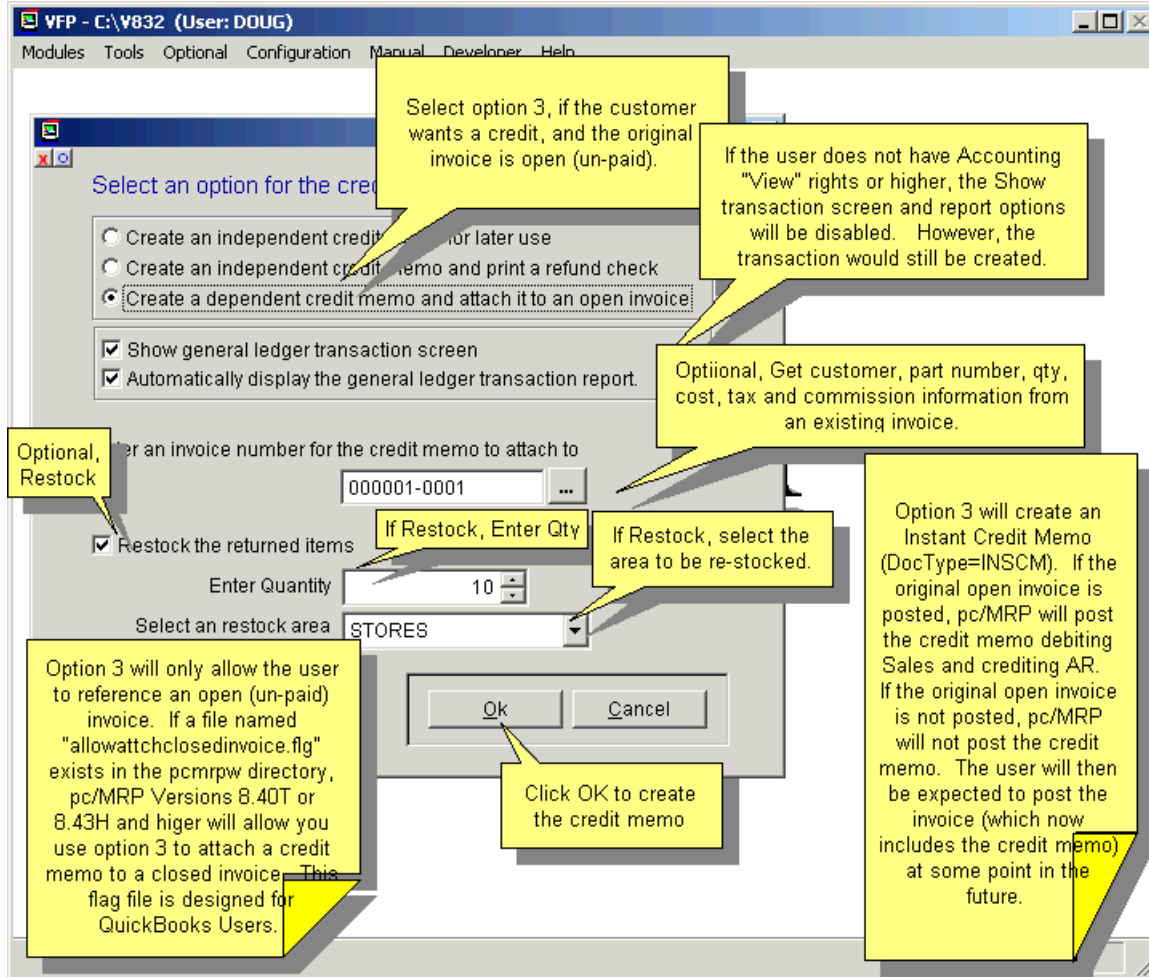 VFP - C:\V832 (User: DOUG)
Modules Tools Optional Configuration Manual Developer Help
Select option 3, if the customer
wants a credit, and the original
invoice is open (un-paid).
If the user does not have Accounting
"View" rights or higher, the Show
transaction screen and report options
will be disabled. However, the
transaction would still be created.
Select an option for the cre
Create an independent credit or later use
Create an independent credit memo and print a refund check
Create a dependent credit memo and attach it to an open invoice
Show general ledger transaction screen
Automatically display the general ledger transaction report.
Optiional, Get customer, part number, qty,
cost, tax and commission information from
an existing invoice.
Optional,
Restock
er an invoice number for the credit memo to attach to
000001-0001 ...
Restock the returned items
If Restock, Enter Qty
If Restock, select the
area to be re-stocked.
Enter Quantity 10
Select an restock area STORES
Ok Cancel
Click OK to create
the credit memo
Option 3 will only allow the user
to reference an open (un-paid)
invoice. If a file named
"allowattchclosedinvoice.flg"
exists in the pcmrpw directory,
pc/MRP Versions 8.40T or
8.43H and higer will allow you
use option 3 to attach a credit
memo to a closed invoice. This
flag file is designed for
QuickBooks Users.
Option 3 will create an
Instant Credit Memo
(DocType=INSCM). If the
original open invoice is
posted, pc/MRP will post
the credit memo debiting
Sales and crediting AR.
If the original open invoice
is not posted, pc/MRP
will not post the credit
memo. The user will then
be expected to post the
invoice (which now
includes the credit memo)
at some point in the
future.